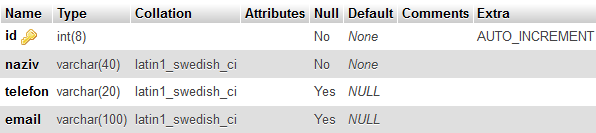 Name Type Collation Attributes Null Default Comments Extra
id int(8) No None AUTO_INCREMENT
naziv varchar(40) latin1_swedish_ci No None
telefon varchar(20) latin1_swedish_ci Yes NULL
email varchar(100) latin1_swedish_ci Yes NULL